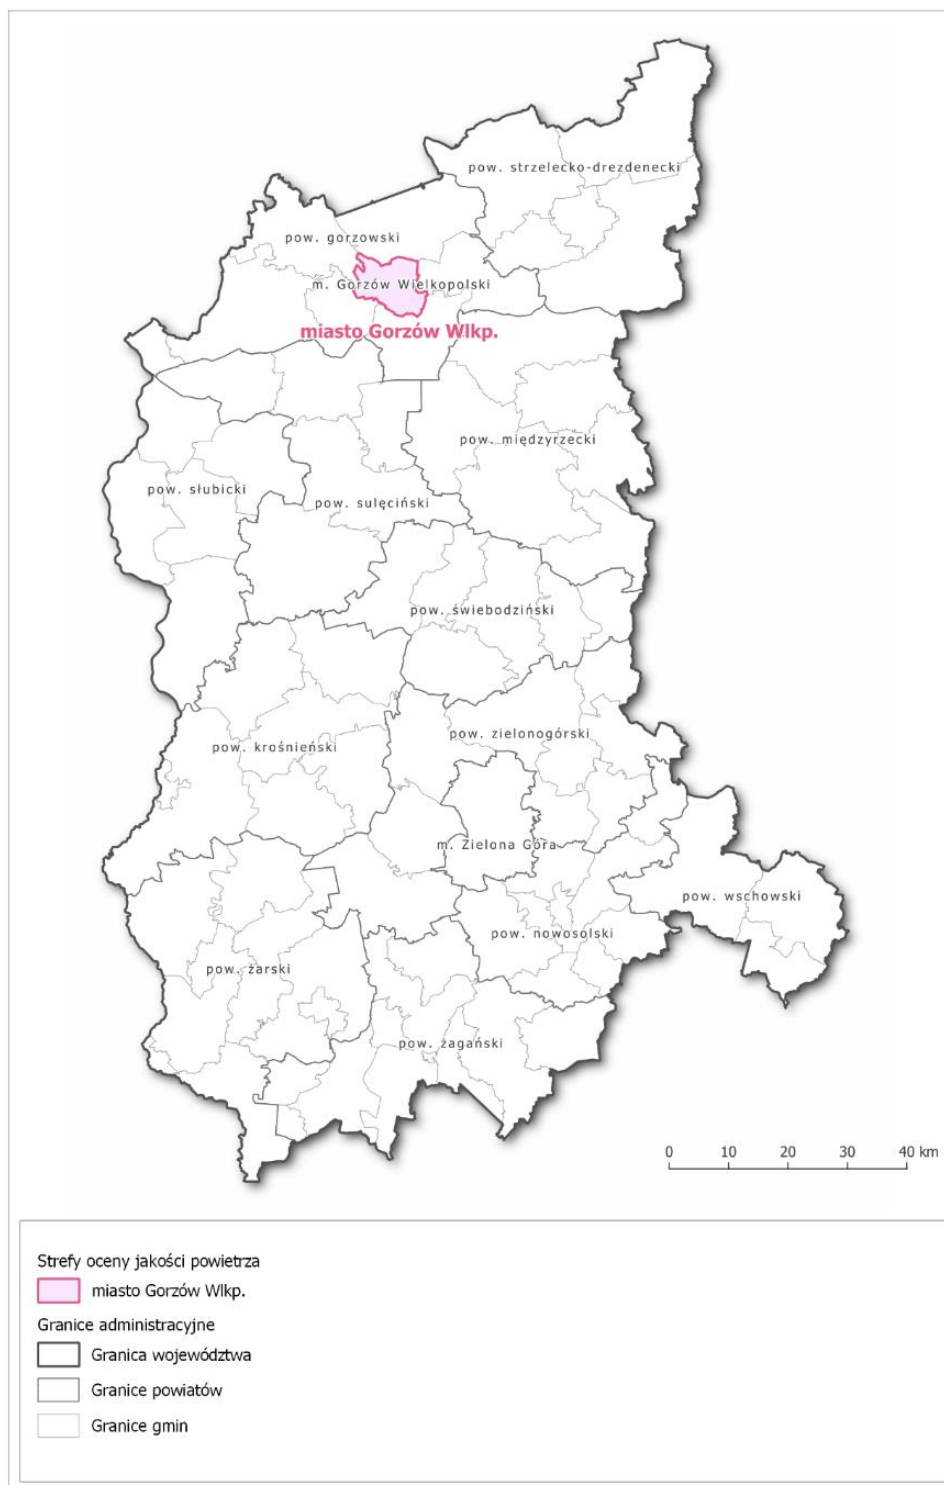 pow. strzelecko-drezdenecki
pow. gorzowski
m. Gorzów Wielkopolski
miasto Gorzów Wlkp.
pow. międzyrzecki
pow. słubicki
pow. sulęciński
pow. świebodziński
pow. zielonogórski
pow. krośnieński
m. Zielona Góra
pow. wschowski
pow. nowosolski
pow. żarski
pow. żagański
0 10 20 30 40 km
Strefy oceny jakości powietrza
miasto Gorzów Wlkp.
Granice administracyjne
Granica województwa
Granice powiatów
Granice gmin